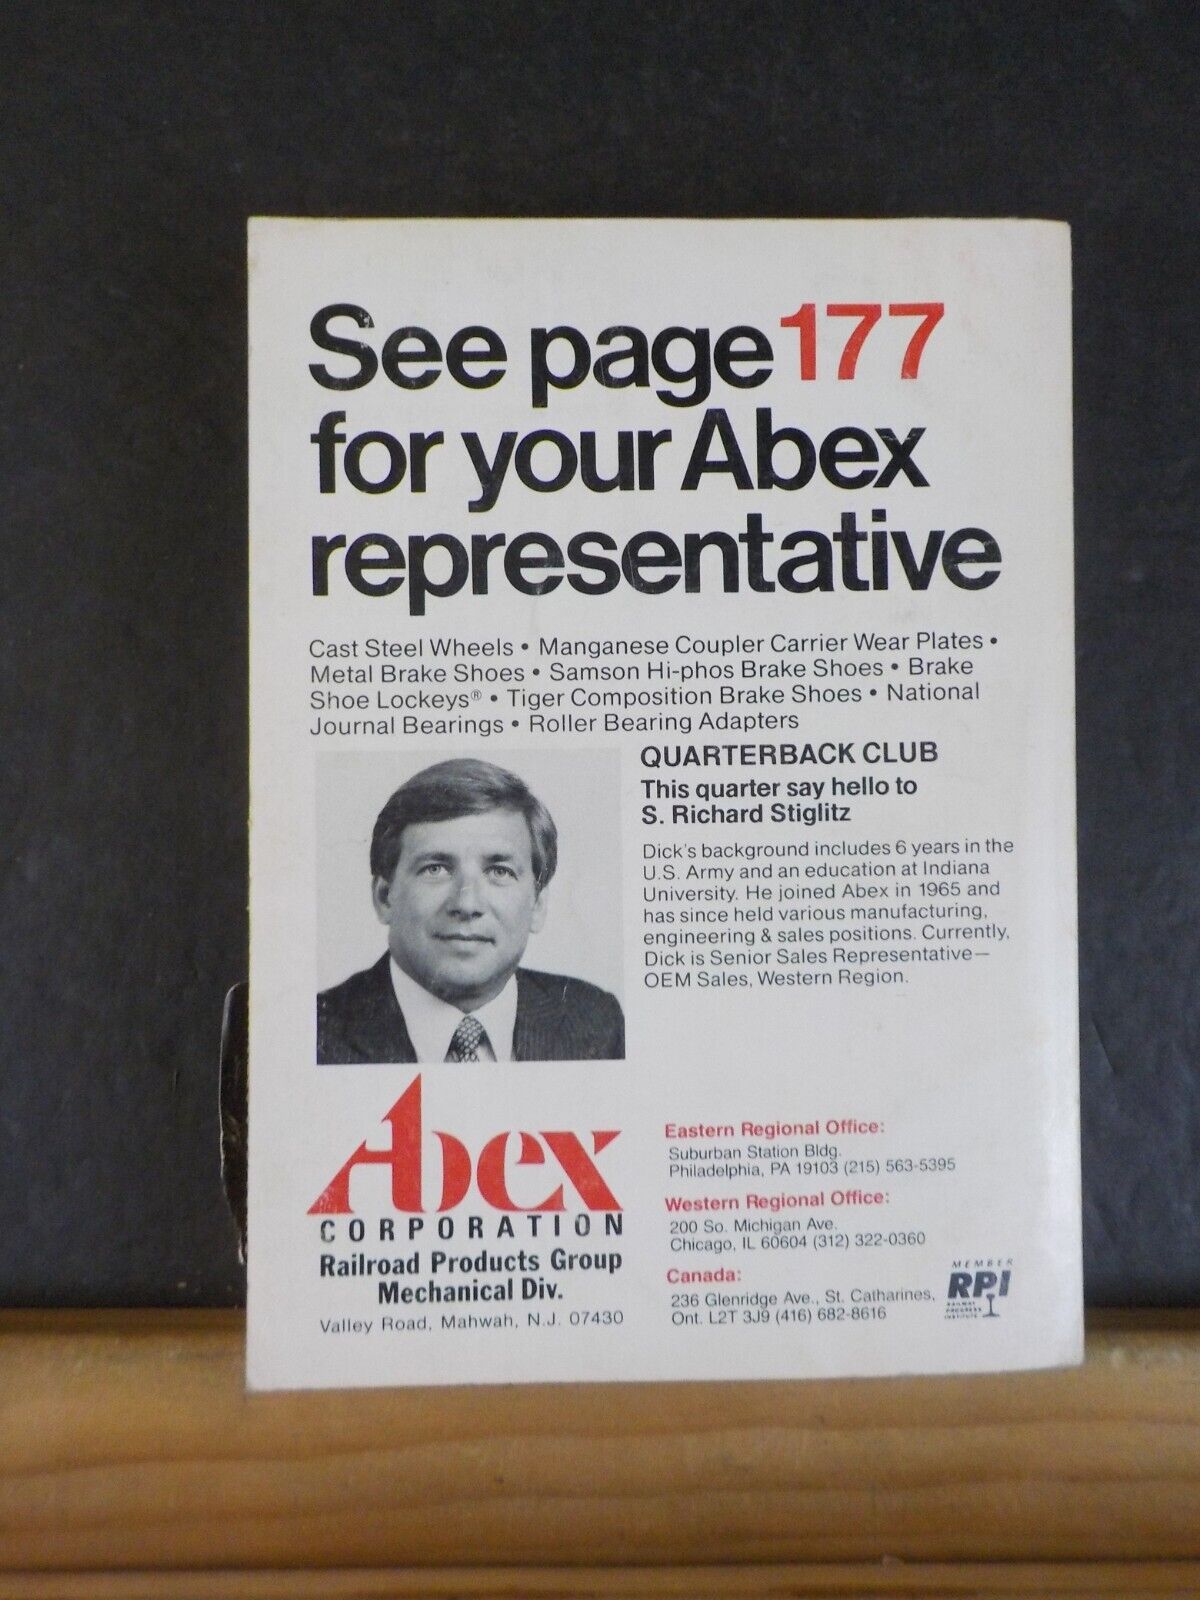 See page 177
for your Abex
representative
Cast Steel Wheels • Manganese Coupler Carrier Wear Plates •
Metal Brake Shoes • Samson Hi-phos Brake Shoes • Brake
Shoe Lockeys® • Tiger Composition Brake Shoes • National
Journal Bearings • Roller Bearing Adapters
QUARTERBACK CLUB
This quarter say hello to
S. Richard Stiglitz
Dick's background includes 6 years in the
U.S. Army and an education at Indiana
University. He joined Abex in 1965 and
has since held various manufacturing,
engineering & sales positions. Currently,
Dick is Senior Sales Representative—
OEM Sales, Western Region.
Abex
CORPORATION
Railroad Products Group
Mechanical Div.
Valley Road, Mahwah, N.J. 07430
Eastern Regional Office:
Suburban Station Bldg.
Philadelphia, PA 19103 (215) 563-5395
Western Regional Office:
200 So. Michigan Ave.
Chicago, IL 60604 (312) 322-0360
Canada:
236 Glenridge Ave., St. Catharines,
Ont. L2T 3J9 (416) 682-8616
MEMBER
RPI
RAILWAY
PROGRESS
INSTITUTE